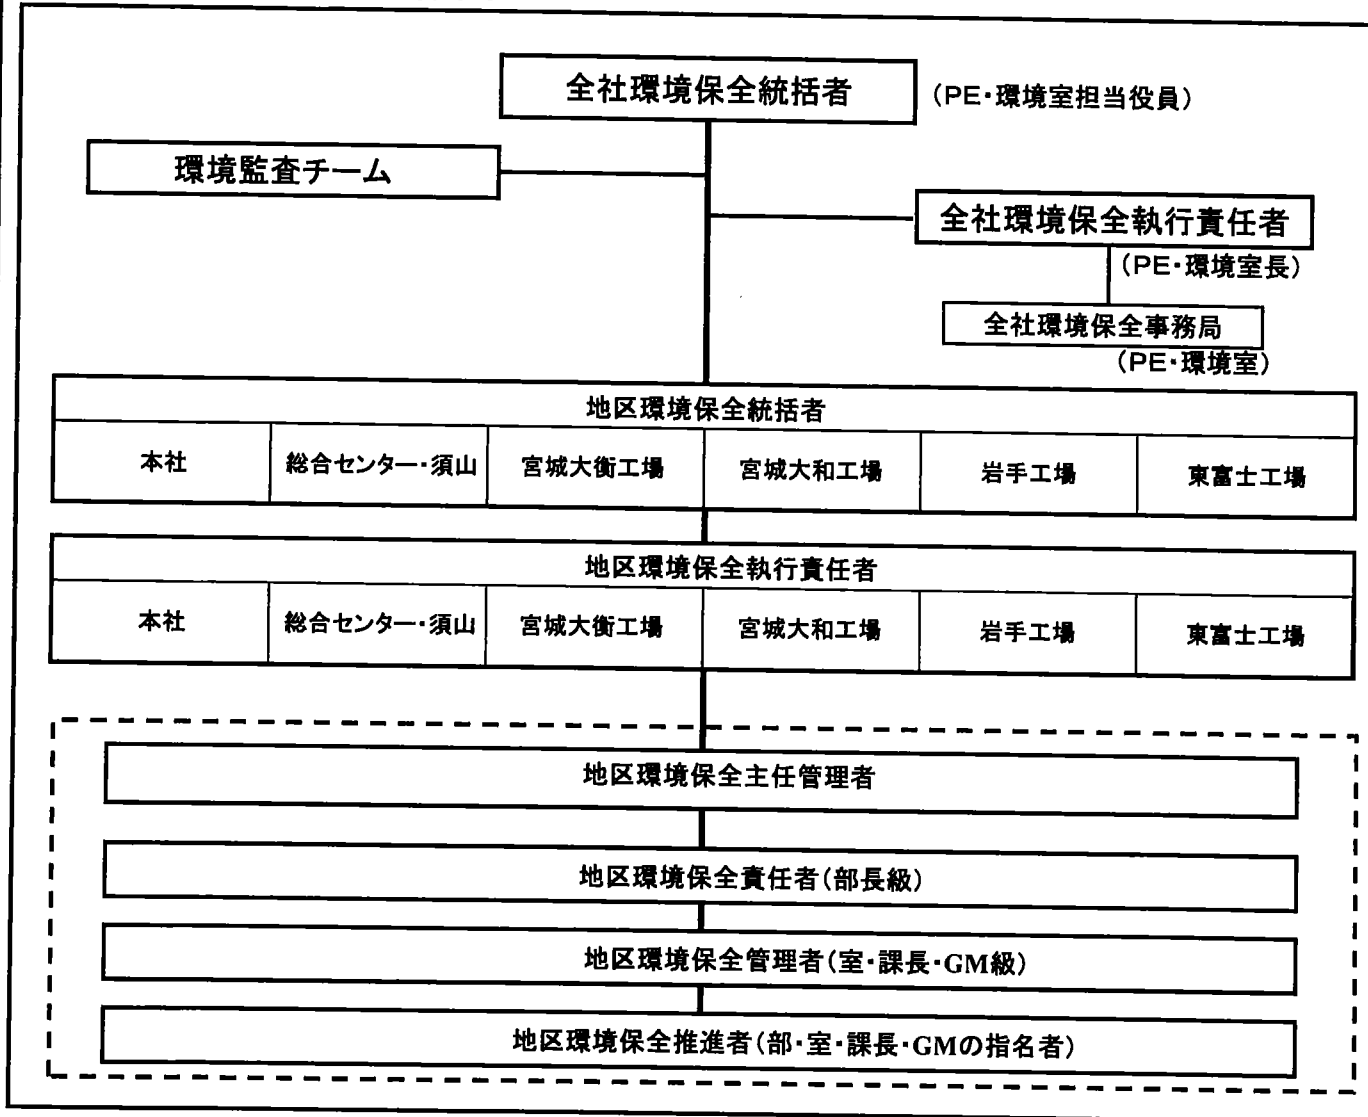 全社環境保全統括者
(PE・環境室担当役員)
環境監査チーム
全社環境保全執行責任者
(PE・環境室長)
全社環境保全事務局
(PE・環境室)
地区環境保全統括者
本社
総合センター・須山
宮城大衡工場
宮城大和工場
岩手工場
東富士工場
地区環境保全執行責任者
本社
総合センター・須山
宮城大衡工場
宮城大和工場
岩手工場
東富士工場
地区環境保全主任管理者
地区環境保全責任者(部長級)
地区環境保全管理者(室・課長・GM級)
地区環境保全推進者(部・室・課長・GMの指名者)